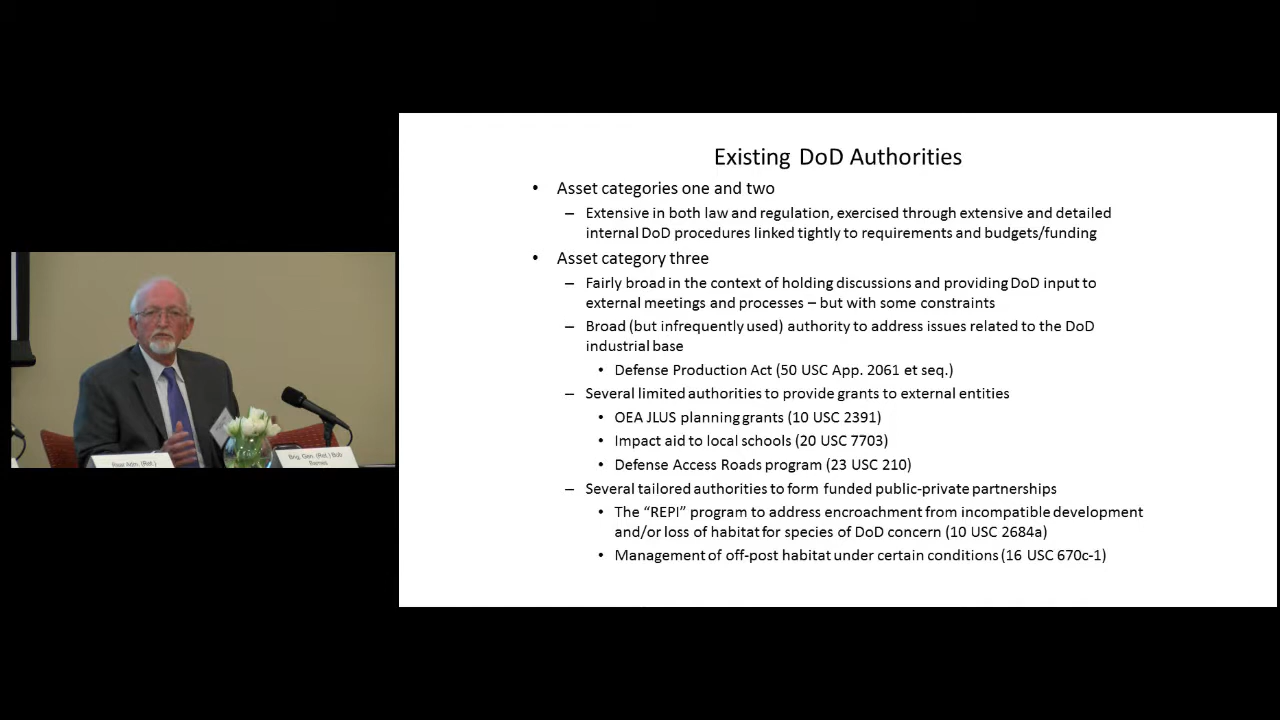 Existing DoD Authorities
• Asset categories one and two
– Extensive in both law and regulation, exercised through extensive and detailed
internal DoD procedures linked tightly to requirements and budgets/funding
• Asset category three
– Fairly broad in the context of holding discussions and providing DoD input to
external meetings and processes – but with some constraints
– Broad (but infrequently used) authority to address issues related to the DoD
industrial base
• Defense Production Act (50 USC App. 2061 et seq.)
– Several limited authorities to provide grants to external entities
• OEA JLUS planning grants (10 USC 2391)
• Impact aid to local schools (20 USC 7703)
• Defense Access Roads program (23 USC 210)
– Several tailored authorities to form funded public-private partnerships
• The “REPI” program to address encroachment from incompatible development
and/or loss of habitat for species of DoD concern (10 USC 2684a)
• Management of off-post habitat under certain conditions (16 USC 670c-1)
Rear Adm. (Ret.)
Brig. Gen. (Ret.) Bob
Barnes